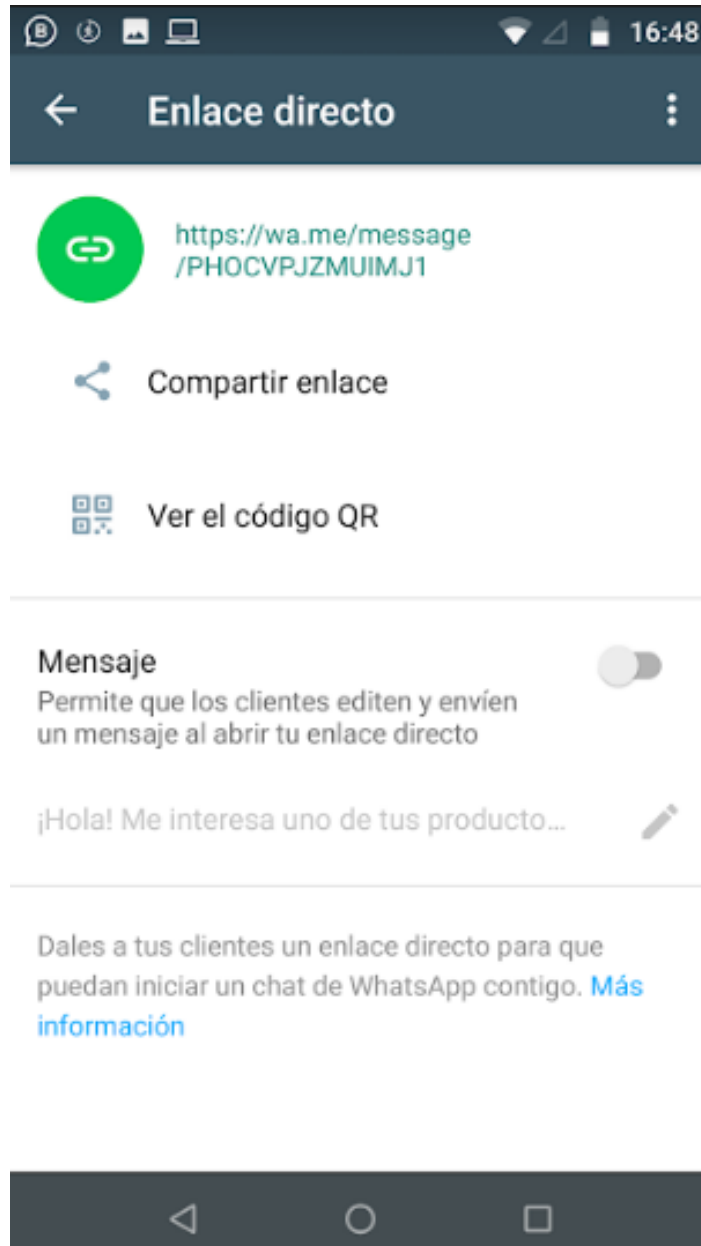 16:48
Enlace directo
https://wa.me/message
/PHOCVPJZMUIMJ1
Compartir enlace
Ver el código QR
Mensaje
Permite que los clientes editen y envíen
un mensaje al abrir tu enlace directo
¡Hola! Me interesa uno de tus producto...
Dales a tus clientes un enlace directo para que
puedan iniciar un chat de WhatsApp contigo. Más
información